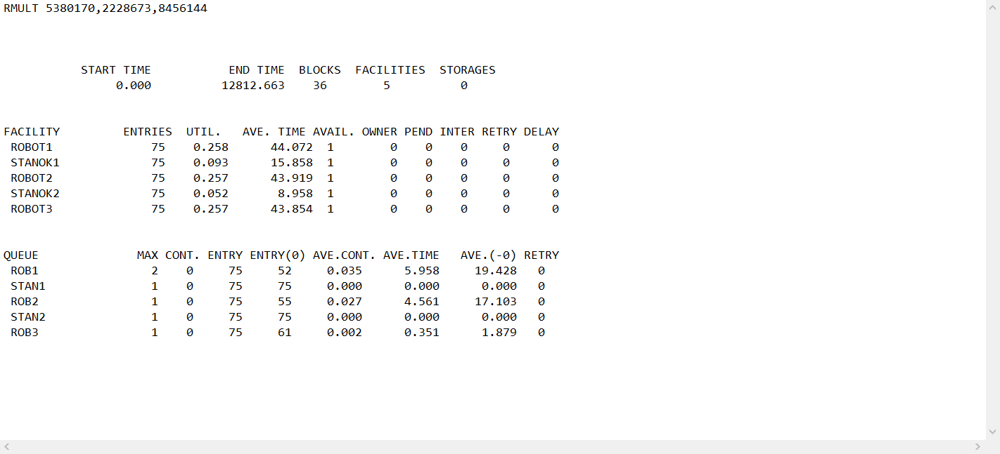 RMULT 5380170,2228673,8456144
START TIME END TIME BLOCKS FACILITIES STORAGES
0.000 12812.663 36 5 0
FACILITY ENTRIES UTIL. AVE. TIME AVAIL. OWNER PEND INTER RETRY DELAY
ROBOT1 75 0.258 44.072 1 0 0 0 0 0
STANOK1 75 0.093 15.858 1 0 0 0 0 0
ROBOT2 75 0.257 43.919 1 0 0 0 0 0
STANOK2 75 0.052 8.958 1 0 0 0 0 0
ROBOT3 75 0.257 43.854 1 0 0 0 0 0
QUEUE MAX CONT. ENTRY ENTRY(0) AVE.CONT. AVE.TIME AVE.(-0) RETRY
ROB1 2 0 75 52 0.035 5.958 19.428 0
STAN1 1 0 75 75 0.000 0.000 0.000 0
ROB2 1 0 75 55 0.027 4.561 17.103 0
STAN2 1 0 75 75 0.000 0.000 0.000 0
ROB3 1 0 75 61 0.002 0.351 1.879 0